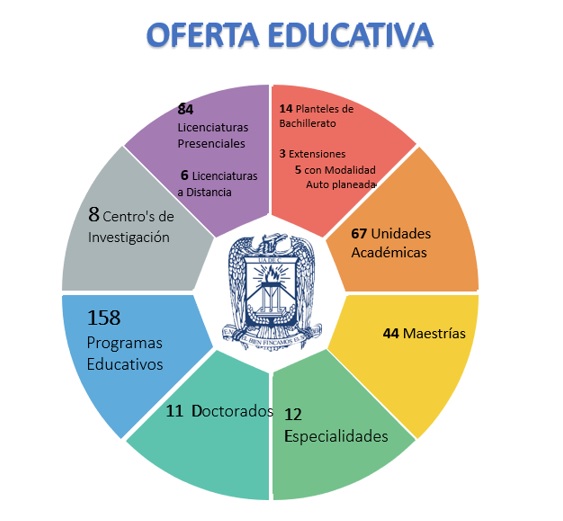 OFERTA EDUCATIVA
84
Licenciaturas
Presenciales
6 Licenciaturas
a Distancia
14 Planteles de
Bachillerato
3 Extensiones
5 con Modalidad
Auto planeada
67 Unidades
Académicas
44 Maestrías
12
Especialidades
11 Doctorados
158
Programas
Educativos
8 Centro's de
Investigación
U A DE C
EN EL BIEN FINCAMOS EL